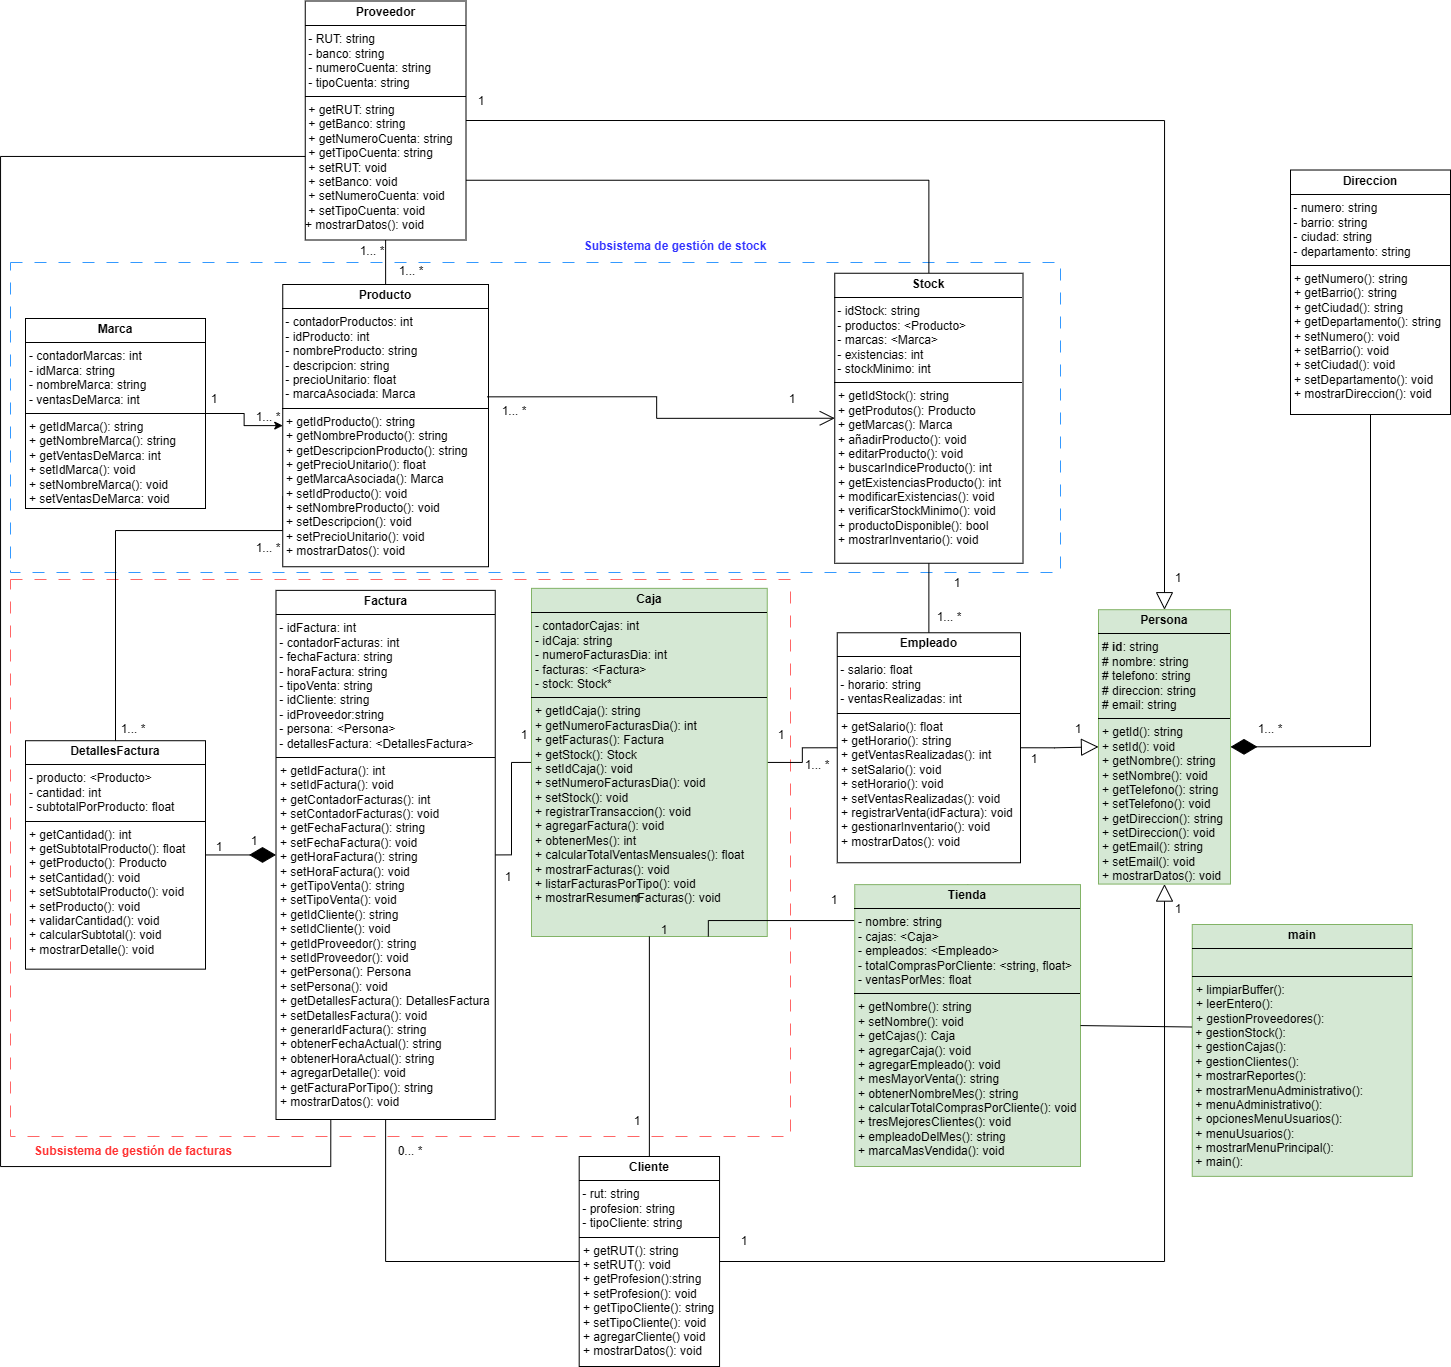 Proveedor
- RUT: string
- banco: string
- numeroCuenta: string
- tipoCuenta: string
+ getRUT: string
+ getBanco: string
+ getNumeroCuenta: string
+ getTipoCuenta: string
+ setRUT: void
+ setBanco: void
+ setNumeroCuenta: void
+ setTipoCuenta: void
+ mostrarDatos(): void
1
1... *
1... *
Subsistema de gestión de stock
Direccion
- numero: string
- barrio: string
- ciudad: string
- departamento: string
+ getNumero(): string
+ getBarrio(): string
+ getCiudad(): string
+ getDepartamento(): string
+ setNumero(): void
+ setBarrio(): void
+ setCiudad(): void
+ setDepartamento(): void
+ mostrarDireccion(): void
Marca
- contadorMarcas: int
- idMarca: string
- nombreMarca: string
- ventasDeMarca: int
+ getIdMarca(): string
+ getNombreMarca(): string
+ getVentasDeMarca: int
+ setIdMarca(): void
+ setNombreMarca(): void
+ setVentasDeMarca: void
1
1... *
Producto
- contadorProductos: int
- idProducto: int
- nombreProducto: string
- descripcion: string
- precioUnitario: float
- marcaAsociada: Marca
+ getIdProducto(): string
+ getNombreProducto(): string
+ getDescripcionProducto(): string
+ getPrecioUnitario(): float
+ getMarcaAsociada(): Marca
+ setIdProducto(): void
+ setNombreProducto(): void
+ setDescripcion(): void
+ setPrecioUnitario(): void
+ mostrarDatos(): void
1... *
1... *
1
Stock
- idStock: string
- productos: <Producto>
- marcas: <Marca>
- existencias: int
- stockMinimo: int
+ getIdStock(): string
+ getProdutos(): Producto
+ getMarcas(): Marca
+ añadirProducto(): void
+ editarProducto(): void
+ buscarIndiceProducto(): int
+ getExistenciasProducto(): int
+ modificarExistencias(): void
+ verificarStockMinimo(): void
+ productoDisponible(): bool
+ mostrarInventario(): void
1
1... *
Factura
- idFactura: int
- contadorFacturas: int
- fechaFactura: string
- horaFactura: string
- tipoVenta: string
- idCliente: string
- idProveedor:string
- persona: <Persona>
- detallesFactura: <DetallesFactura>
+ getIdFactura(): int
+ setIdFactura(): void
+ getContadorFacturas(): int
+ setContadorFacturas(): void
+ getFechaFactura(): string
+ setFechaFactura(): void
+ getHoraFactura(): string
+ setHoraFactura(): void
+ getTipoVenta(): string
+ setTipoVenta(): void
+ getIdCliente(): string
+ setIdCliente(): void
+ getIdProveedor(): string
+ setIdProveedor(): void
+ getPersona(): Persona
+ setPersona(): void
+ getDetallesFactura(): DetallesFactura
+ setDetallesFactura(): void
+ generarIdFactura(): string
+ obtenerFechaActual(): string
+ obtenerHoraActual(): string
+ agregarDetalle(): void
+ getFacturaPorTipo(): string
+ mostrarDatos(): void
Caja
- contadorCajas: int
- idCaja: string
- numeroFacturasDia: int
- facturas: <Factura>
- stock: Stock*
+ getIdCaja(): string
+ getNumeroFacturasDia(): int
+ getFacturas(): Factura
+ getStock(): Stock
+ setIdCaja(): void
+ setNumeroFacturasDia(): void
+ setStock(): void
+ registrarTransaccion(): void
+ agregarFactura(): void
+ obtenerMes(): int
+ calcularTotalVentasMensuales(): float
+ mostrarFacturas(): void
+ listarFacturasPorTipo(): void
+ mostrarResumenFacturas(): void
1
1
1
1
1
1... *
Empleado
- salario: float
- horario: string
- ventasRealizadas: int
+ getSalario(): float
+ getHorario(): string
+ getVentasRealizadas(): int
+ setSalario(): void
+ setHorario(): void
+ setVentasRealizadas(): void
+ registrarVenta(idFactura): void
+ gestionarInventario(): void
+ mostrarDatos(): void
1
1
1
Persona
# id: string
# nombre: string
# telefono: string
# direccion: string
# email: string
+ getId(): string
+ setId(): void
+ getNombre(): string
+ setNombre(): void
+ getTelefono(): string
+ setTelefono(): void
+ getDireccion(): string
+ setDireccion(): void
+ getEmail(): string
+ setEmail(): void
+ mostrarDatos(): void
1... *
1
1... *
DetallesFactura
- producto: <Producto>
- cantidad: int
- subtotalPorProducto: float
+ getCantidad(): int
+ getSubtotalProducto(): float
+ getProducto(): Producto
+ setCantidad(): void
+ setSubtotalProducto(): void
+ setProducto(): void
+ validarCantidad(): void
+ calcularSubtotal(): void
+ mostrarDetalle(): void
1
1
1
Tienda
- nombre: string
- cajas: <Caja>
- empleados: <Empleado>
- totalComprasPorCliente: <string, float>
- ventasPorMes: float
+ getNombre(): string
+ setNombre(): void
+ getCajas(): Caja
+ agregarCaja(): void
+ agregarEmpleado(): void
+ mesMayorVenta(): string
+ obtenerNombreMes(): string
+ calcularTotalComprasPorCliente(): void
+ tresMejoresClientes(): void
+ empleadoDelMes(): string
+ marcaMasVendida(): void
main
+ limpiarBuffer():
+ leerEntero():
+ gestionProveedores():
+ gestionStock():
+ gestionCajas():
+ gestionClientes():
+ mostrarReportes():
+ mostrarMenuAdministrativo():
+ menuAdministrativo():
+ opcionesMenuUsuarios():
+ menuUsuarios():
+ mostrarMenuPrincipal():
+ main():
Subsistema de gestión de facturas
0... *
1
Cliente
- rut: string
- profesion: string
- tipoCliente: string
+ getRUT(): string
+ setRUT(): void
+ getProfesion():string
+ setProfesion(): void
+ getTipoCliente(): string
+ setTipoCliente(): void
+ agregarCliente() void
+ mostrarDatos(): void
1